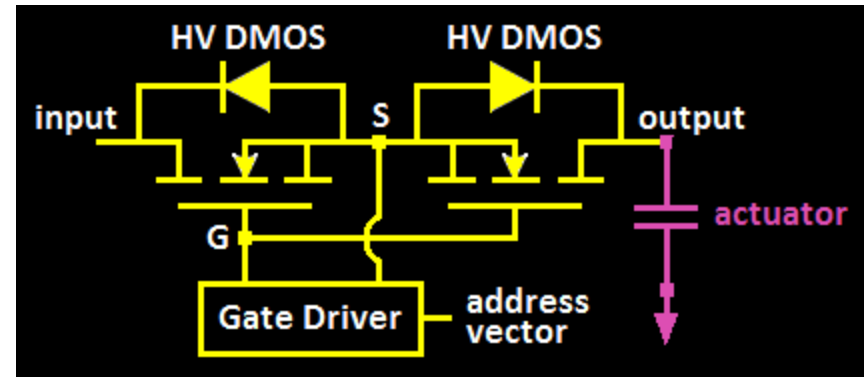 HV DMOS
HV DMOS
input
S
output
G
actuator
Gate Driver
address
vector